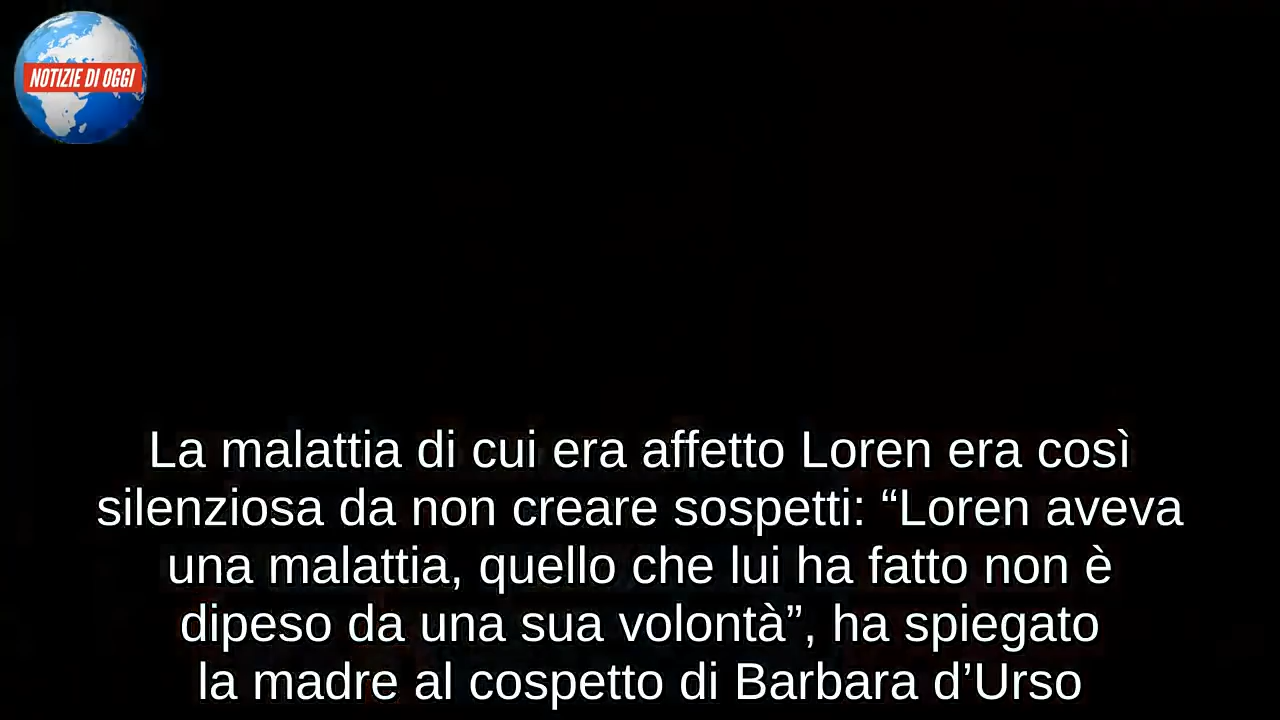 NOTIZIE DI OGGI
La malattia di cui era affetto Loren era così
silenziosa da non creare sospetti: “Loren aveva
una malattia, quello che lui ha fatto non è
dipeso da una sua volontà”, ha spiegato
la madre al cospetto di Barbara d’Urso